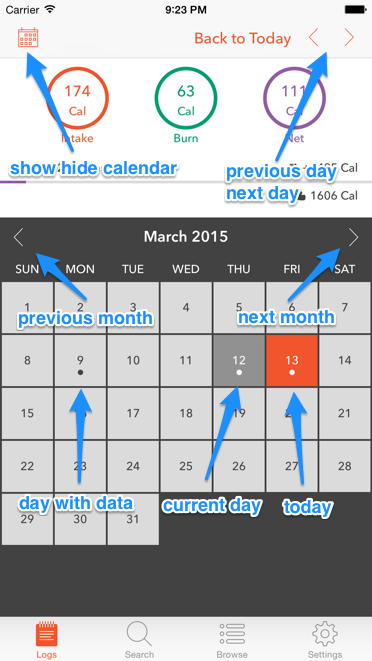 Carrier 9:23 PM
Back to Today
174 63 111
Cal Cal Cal
Intake Burn Net
show hide calendar
previous day
Cal
next day
1606 Cal
March 2015
SUN MON TUE WED THU FRI SAT
1 2 3 4 5 6 7
previous month next month
8 9 10 11 12 13 14
15 16 17 18 19 20 21
22 23 24 25 26 27 28
day with data current day today
29 30 31
Logs Search Browse Settings